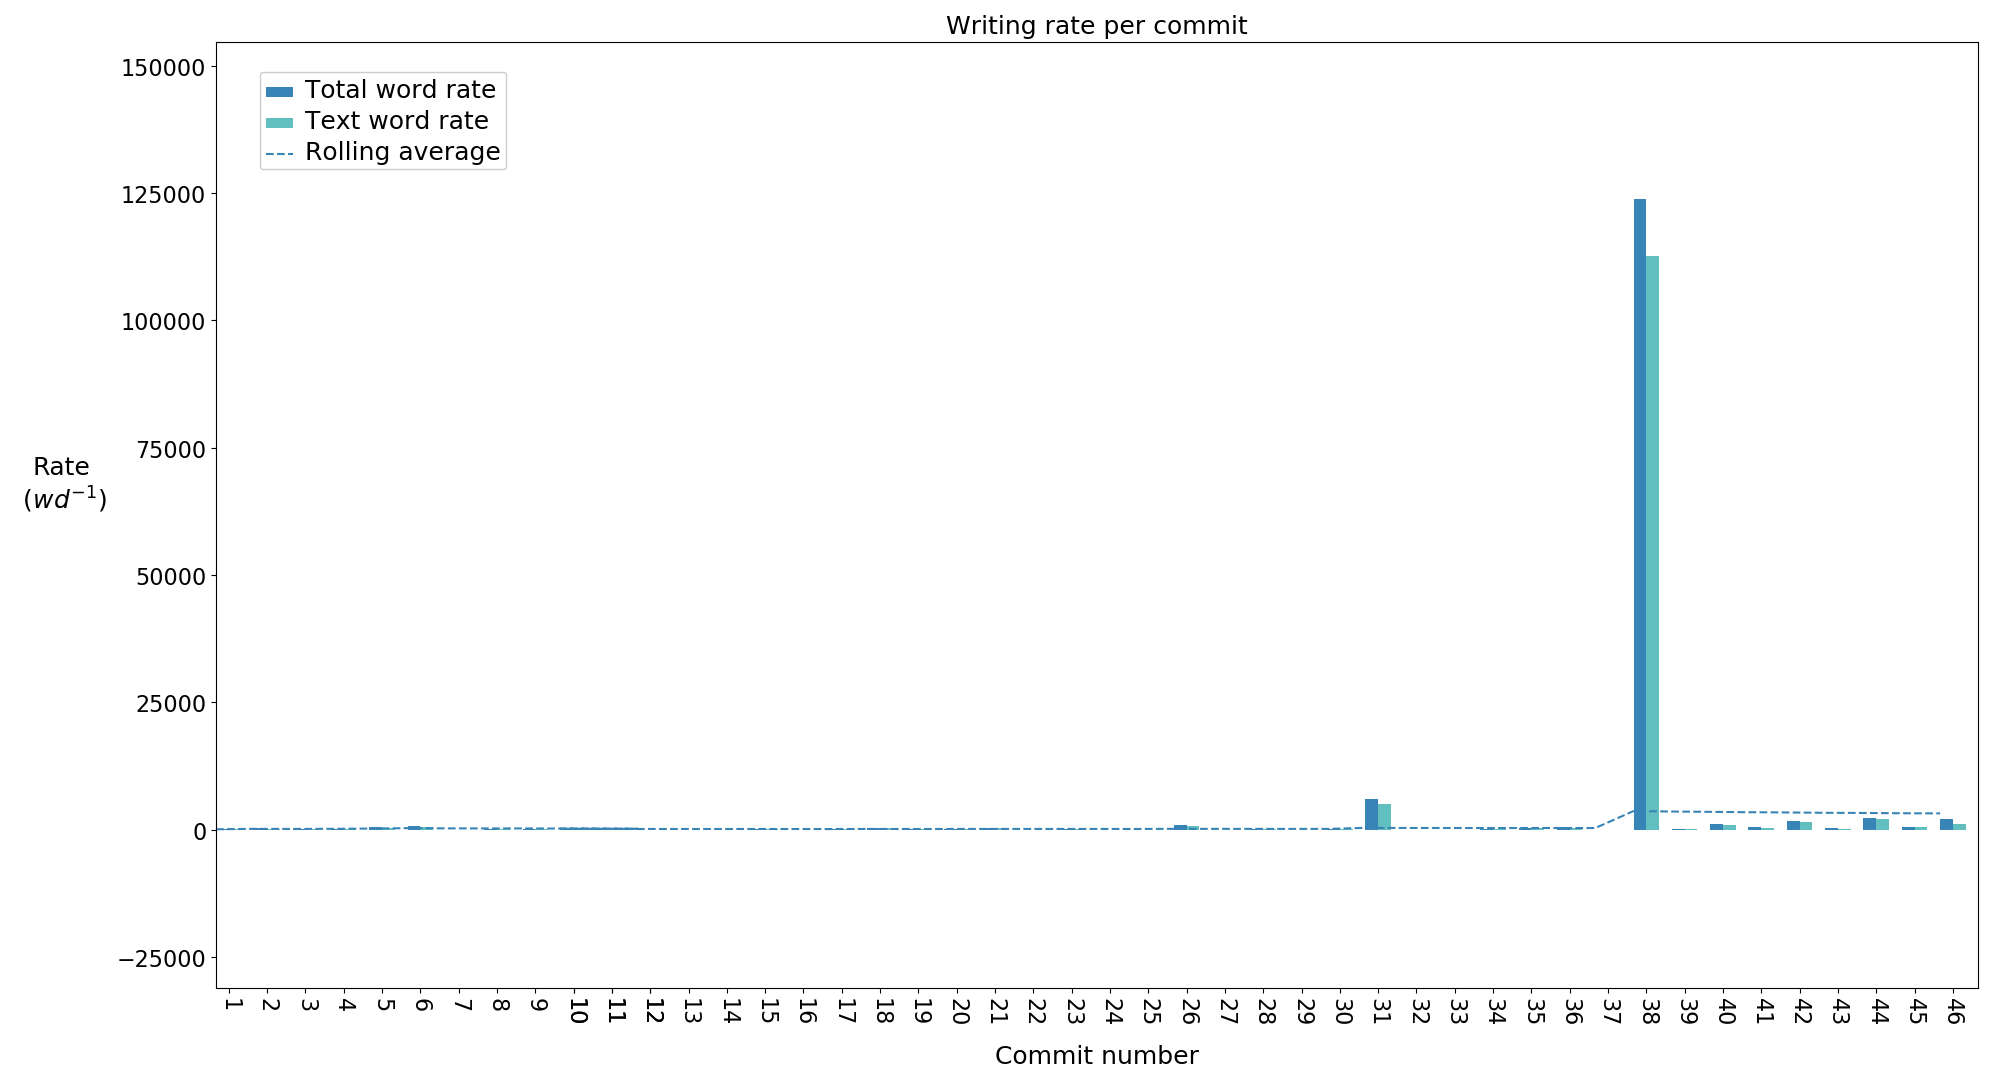 Writing rate per commit
150000
125000
100000
75000
50000
25000
0
−25000
Rate
(wd⁻¹)
Total word rate
Text word rate
Rolling average
1 2 3 4 5 6 7 8 9 10 11 12 13 14 15 16 17 18 19 20 21 22 23 24 25 26 27 28 29 30 31 32 33 34 35 36 37 38 39 40 41 42 43 44 45 46
Commit number